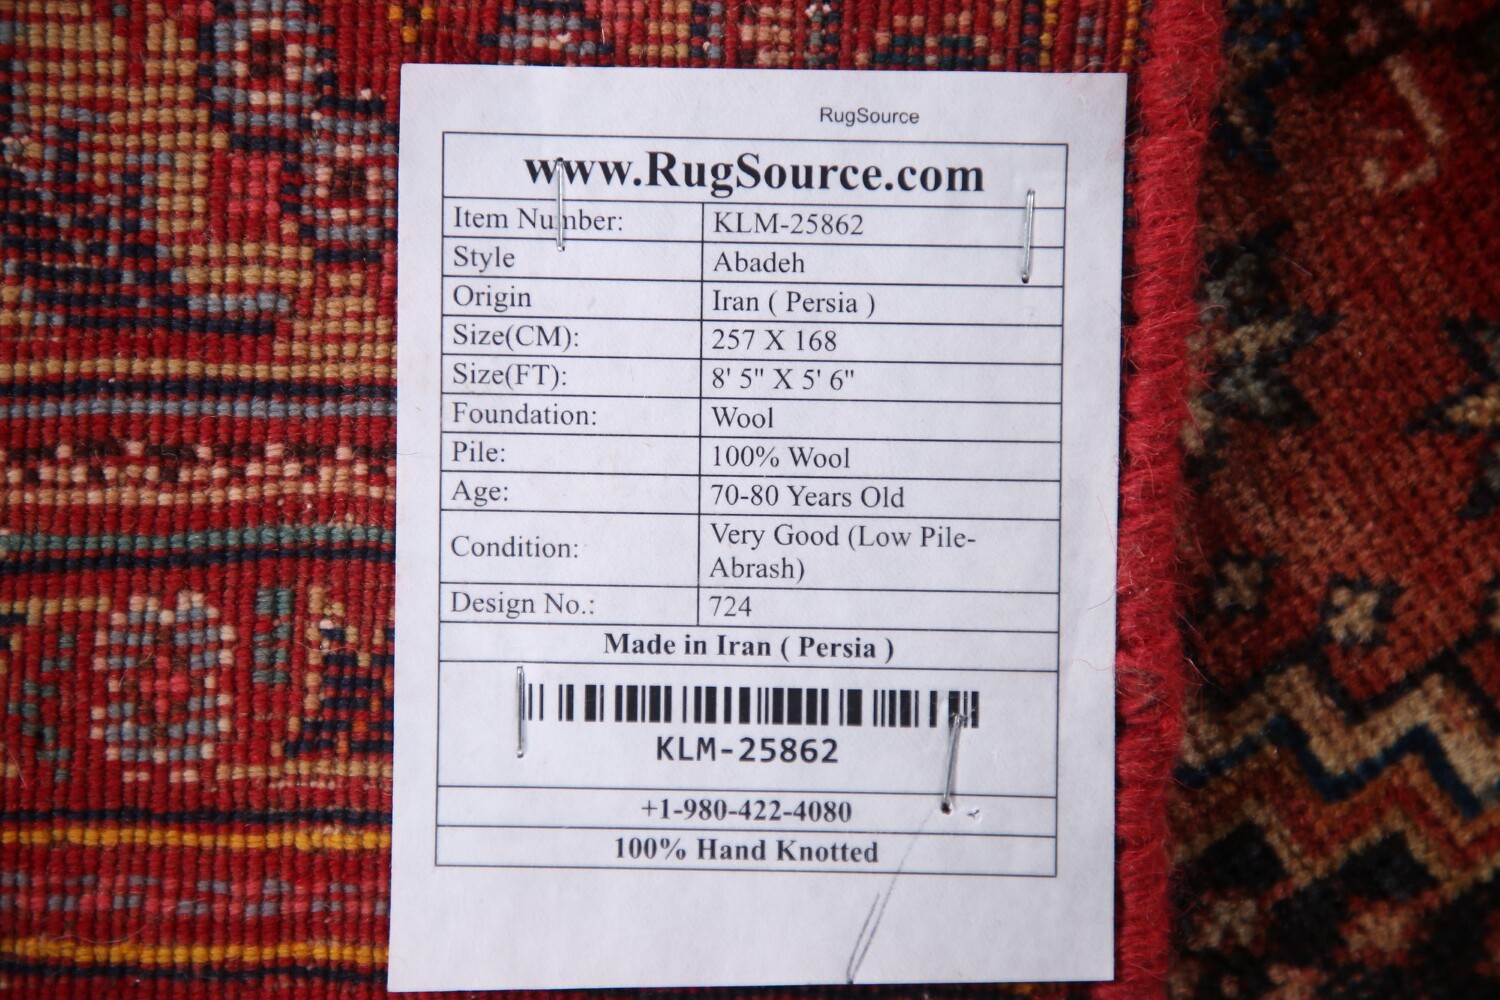 RugSource
www.RugSource.com
Item Number: KLM-25862
Style Abadeh
Origin Iran ( Persia )
Size(CM): 257 X 168
Size(FT): 8' 5" X 5' 6"
Foundation: Wool
Pile: 100% Wool
Age: 70-80 Years Old
Condition: Very Good (Low Pile-
Abrash)
Design No.: 724
Made in Iran ( Persia )
KLM-25862
+1-980-422-4080
100% Hand Knotted